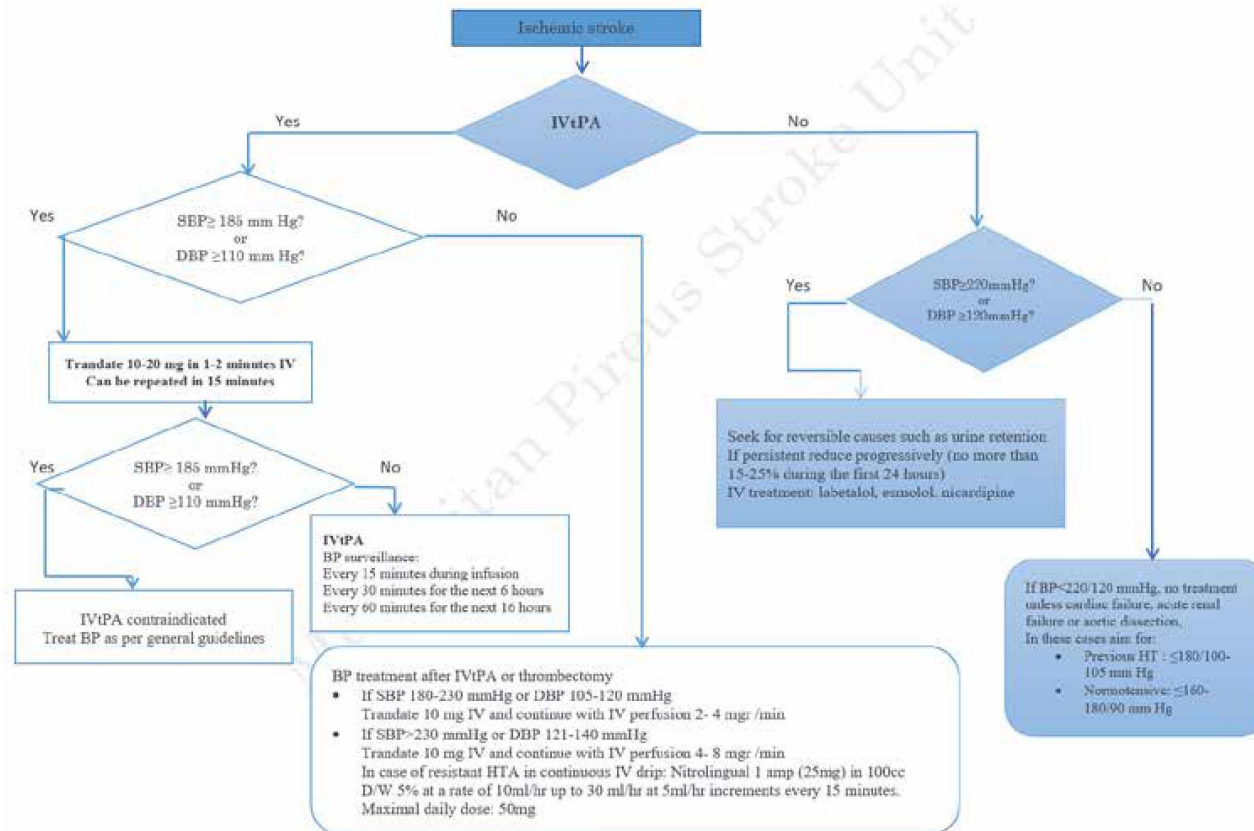 Ischemic stroke
IVtPA
Yes
No
SBP≥ 185 mm Hg?
or
DBP ≥110 mm Hg?
Yes
No
SBP≥220mmHg?
or
DBP ≥120mmHg?
Yes
No
Trandate 10-20 mg in 1-2 minutes IV
Can be repeated in 15 minutes
SBP≥ 185 mmHg?
or
DBP ≥110 mmHg?
Yes
No
Seek for reversible causes such as urine retention
If persistent reduce progressively (no more than
15-25% during the first 24 hours)
IV treatment: labetalol, esmolol, nicardipine
IVtPA
BP surveillance:
Every 15 minutes during infusion
Every 30 minutes for the next 6 hours
Every 60 minutes for the next 16 hours
IVtPA contraindicated
Treat BP as per general guidelines
If BP<220/120 mmHg, no treatment
unless cardiac failure, acute renal
failure or aortic dissection.
In these cases aim for:
• Previous HT : ≤180/100-
105 mm Hg
• Normotensive: ≤160-
180/90 mm Hg
BP treatment after IVtPA or thrombectomy
• If SBP 180-230 mmHg or DBP 105-120 mmHg
Trandate 10 mg IV and continue with IV perfusion 2- 4 mgr /min
• If SBP>230 mmHg or DBP 121-140 mmHg
Trandate 10 mg IV and continue with IV perfusion 4- 8 mgr /min
In case of resistant HTA in continuous IV drip: Nitrolingual 1 amp (25mg) in 100cc
D/W 5% at a rate of 10ml/hr up to 30 ml/hr at 5ml/hr increments every 15 minutes.
Maximal daily dose: 50mg
Pireus Stroke Unit